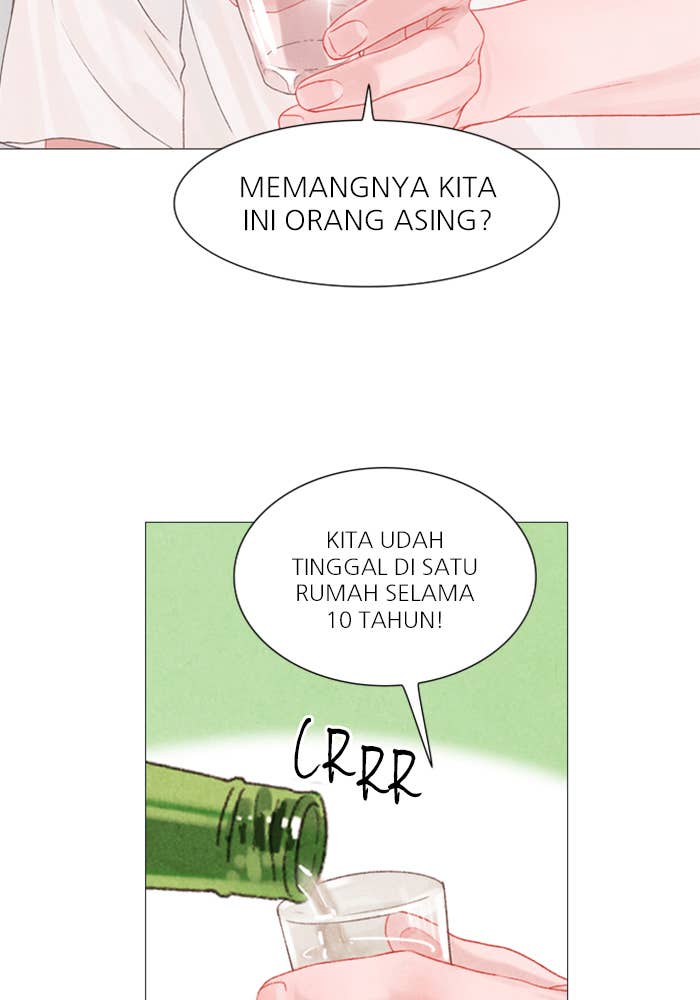 MEMANGNYA KITA
INI ORANG ASING?
KITA UDAH
TINGGAL DI SATU
RUMAH SELAMA
10 TAHUN!
CRRR